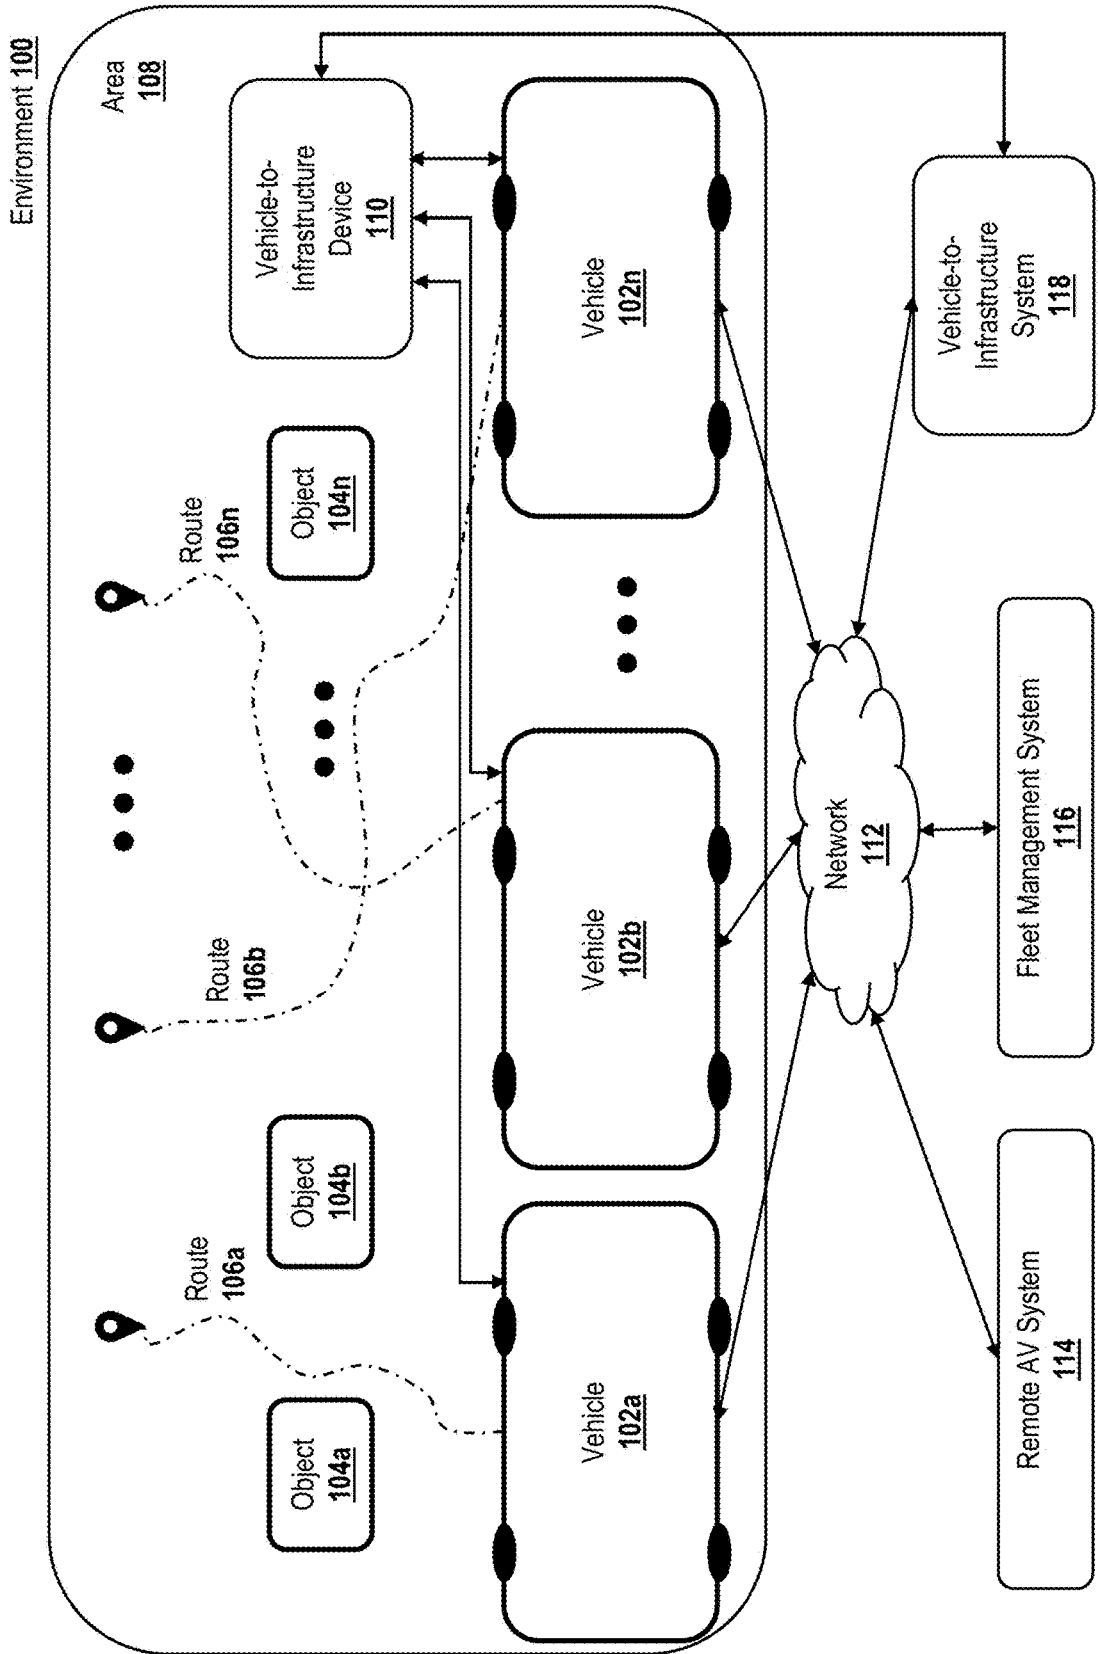 Environment 100
Area
108
Route
106a
Route
106b
Route
106n
Object
104a
Object
104b
Object
104n
Vehicle-to-
Infrastructure
Device
110
Vehicle
102a
Vehicle
102b
Vehicle
102n
Network
112
Remote AV System
114
Fleet Management System
116
Vehicle-to-
Infrastructure
System
118